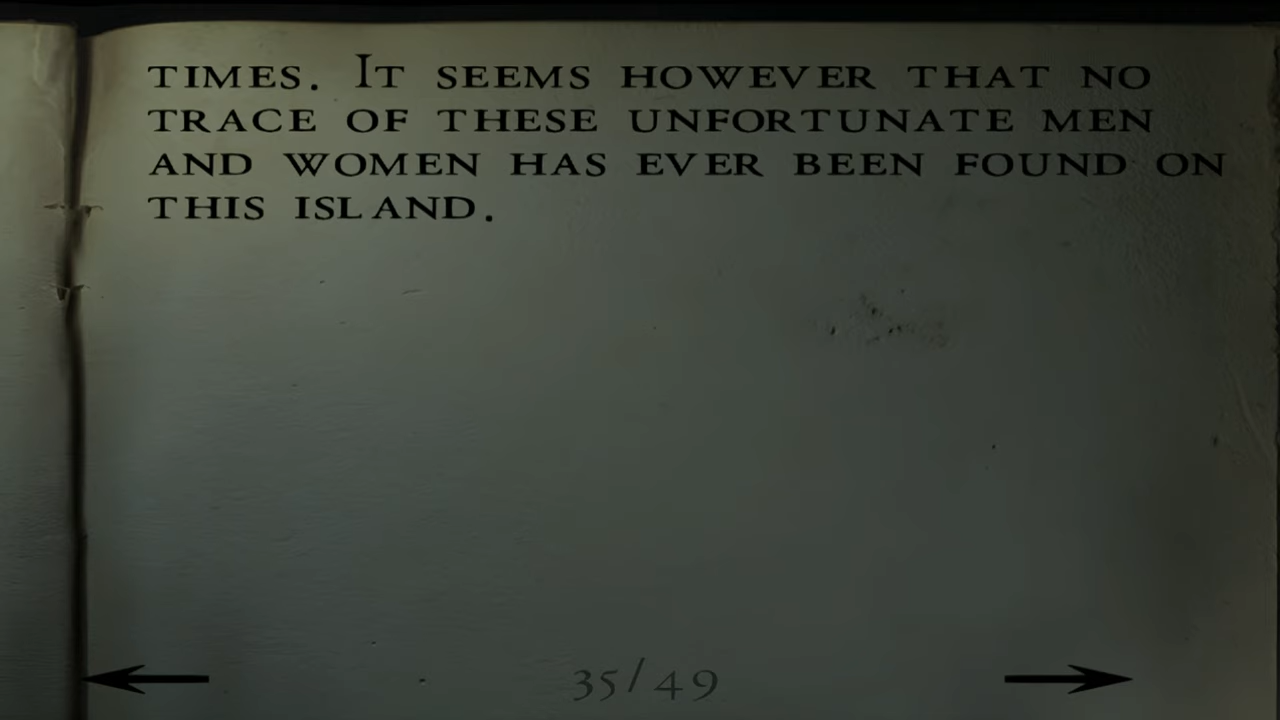 TIMES. IT SEEMS HOWEVER THAT NO
TRACE OF THESE UNFORTUNATE MEN
AND WOMEN HAS EVER BEEN FOUND ON
THIS ISLAND.
35/49